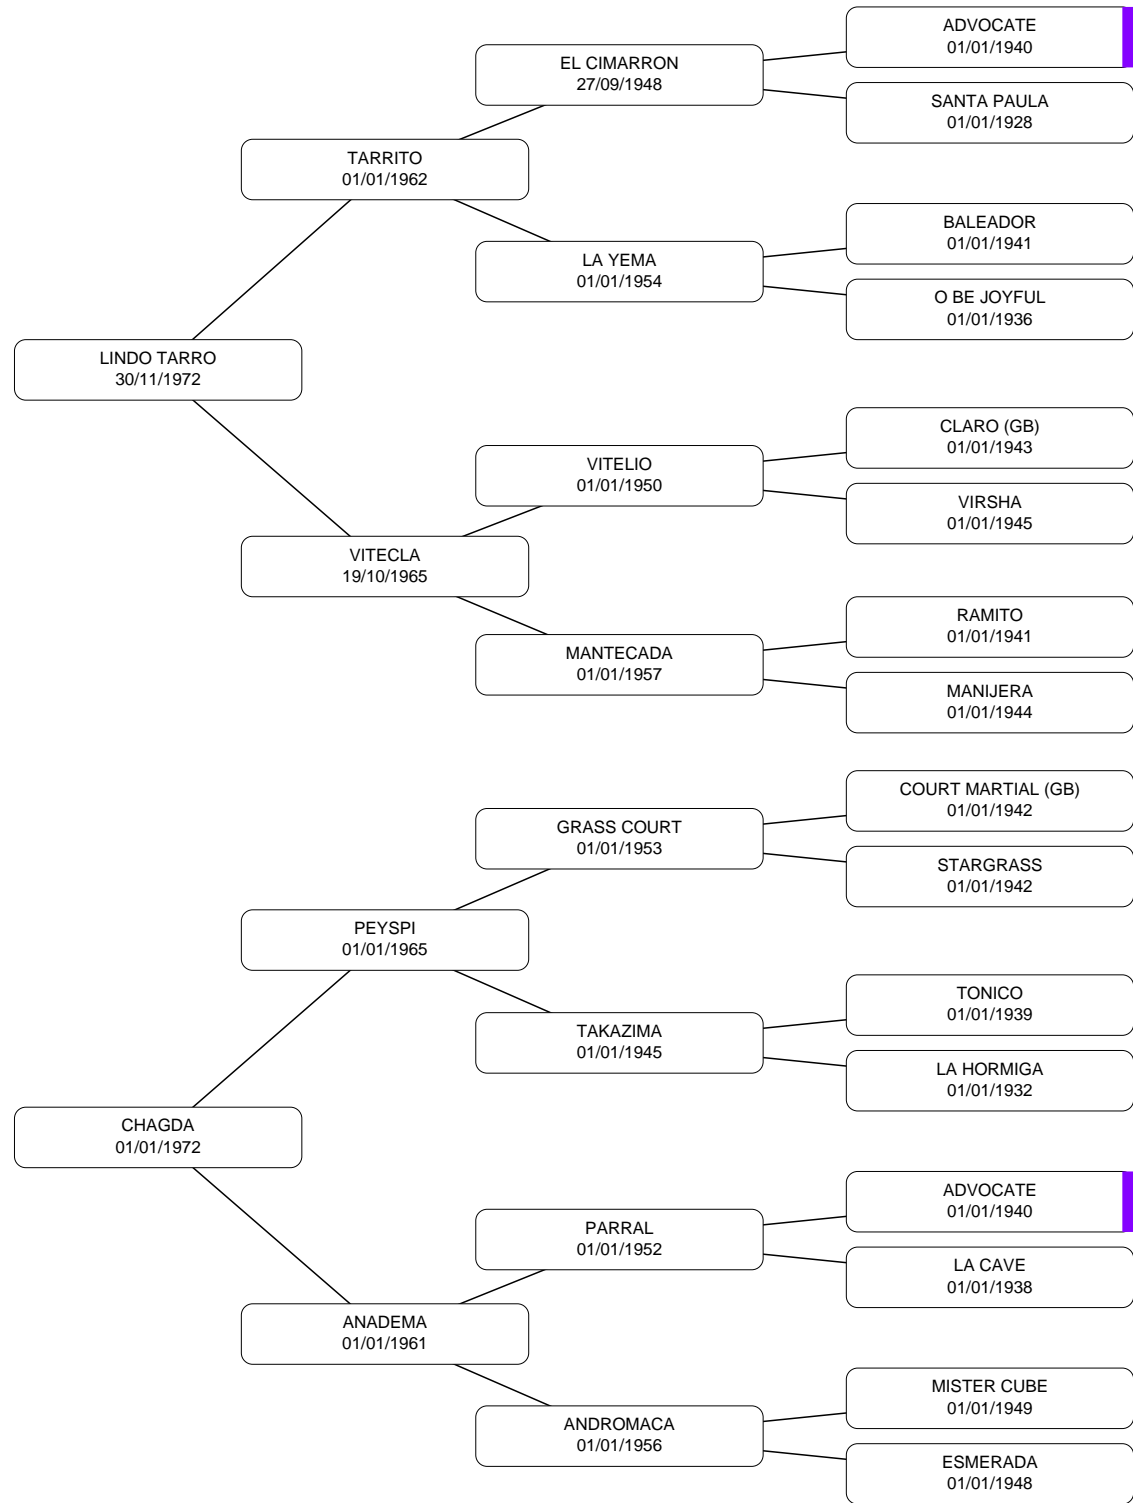 ADVOCATE
01/01/1940
EL CIMARRON
27/09/1948
SANTA PAULA
01/01/1928
TARRITO
01/01/1962
BALEADOR
01/01/1941
LA YEMA
01/01/1954
O BE JOYFUL
01/01/1936
LINDO TARRO
30/11/1972
CLARO (GB)
01/01/1943
VITELIO
01/01/1950
VIRSHA
01/01/1945
VITECLA
19/10/1965
RAMITO
01/01/1941
MANTECADA
01/01/1957
MANIJERA
01/01/1944
COURT MARTIAL (GB)
01/01/1942
GRASS COURT
01/01/1953
STARGRASS
01/01/1942
PEYSPI
01/01/1965
TONICO
01/01/1939
TAKAZIMA
01/01/1945
LA HORMIGA
01/01/1932
CHAGDA
01/01/1972
ADVOCATE
01/01/1940
PARRAL
01/01/1952
LA CAVE
01/01/1938
ANADEMA
01/01/1961
MISTER CUBE
01/01/1949
ANDROMACA
01/01/1956
ESMERADA
01/01/1948